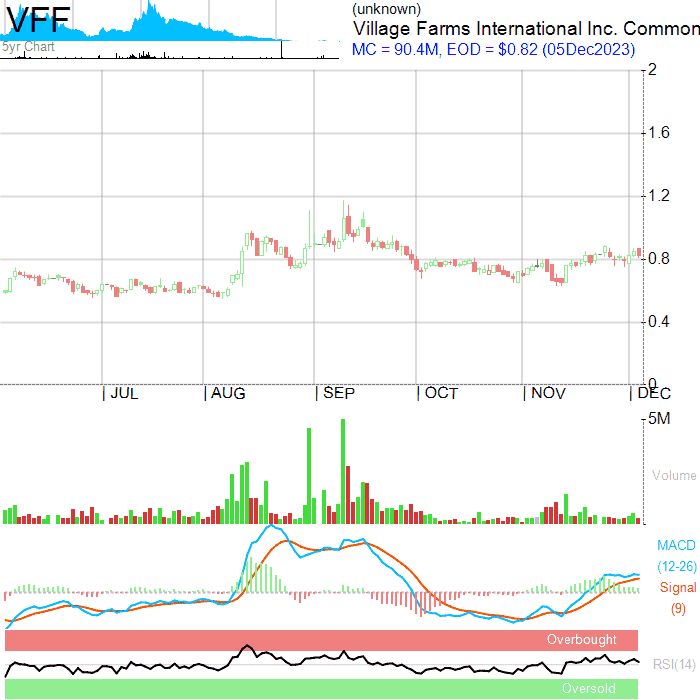 VFF
5yr Chart
(unknown)
Village Farms International Inc. Common
MC = 90.4M, EOD = $0.82 (05Dec2023)
2
1.6
1.2
0.8
0.4
0
| JUL | AUG | SEP | OCT | NOV | DEC
5M
Volume
MACD
(12-26)
Signal
(9)
Overbought
RSI(14)
Oversold